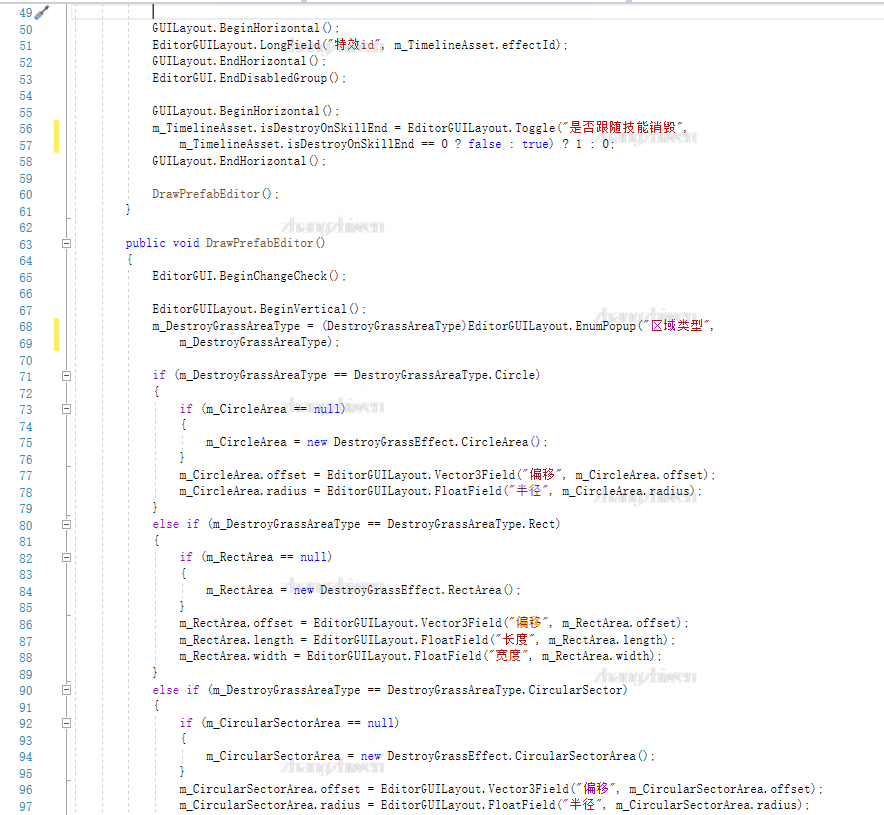 49
50 GUILayout.BeginHorizontal();
51 EditorGUILayout.LongField("特效id", m_TimelineAsset.effectId);
52 GUILayout.EndHorizontal();
53 EditorGUI.EndDisabledGroup();
54
55 GUILayout.BeginHorizontal();
56 m_TimelineAsset.isDestroyOnSkillEnd = EditorGUILayout.Toggle("是否跟随技能销毁",
57 m_TimelineAsset.isDestroyOnSkillEnd == 0 ? false : true) ? 1 : 0;
58 GUILayout.EndHorizontal();
59
60 DrawPrefabEditor();
61 }
62
63 public void DrawPrefabEditor()
64 {
65 EditorGUI.BeginChangeCheck();
66
67 EditorGUILayout.BeginVertical();
68 m_DestroyGrassAreaType = (DestroyGrassAreaType)EditorGUILayout.EnumPopup("区域类型",
69 m_DestroyGrassAreaType);
70
71 if (m_DestroyGrassAreaType == DestroyGrassAreaType.Circle)
72 {
73 if (m_CircleArea == null)
74 {
75 m_CircleArea = new DestroyGrassEffect.CircleArea();
76 }
77 m_CircleArea.offset = EditorGUILayout.Vector3Field("偏移", m_CircleArea.offset);
78 m_CircleArea.radius = EditorGUILayout.FloatField("半径", m_CircleArea.radius);
79 }
80 else if (m_DestroyGrassAreaType == DestroyGrassAreaType.Rect)
81 {
82 if (m_RectArea == null)
83 {
84 m_RectArea = new DestroyGrassEffect.RectArea();
85 }
86 m_RectArea.offset = EditorGUILayout.Vector3Field("偏移", m_RectArea.offset);
87 m_RectArea.length = EditorGUILayout.FloatField("长度", m_RectArea.length);
88 m_RectArea.width = EditorGUILayout.FloatField("宽度", m_RectArea.width);
89 }
90 else if (m_DestroyGrassAreaType == DestroyGrassAreaType.CircularSector)
91 {
92 if (m_CircularSectorArea == null)
93 {
94 m_CircularSectorArea = new DestroyGrassEffect.CircularSectorArea();
95 }
96 m_CircularSectorArea.offset = EditorGUILayout.Vector3Field("偏移", m_CircularSectorArea.offset);
97 m_CircularSectorArea.radius = EditorGUILayout.FloatField("半径", m_CircularSectorArea.radius);